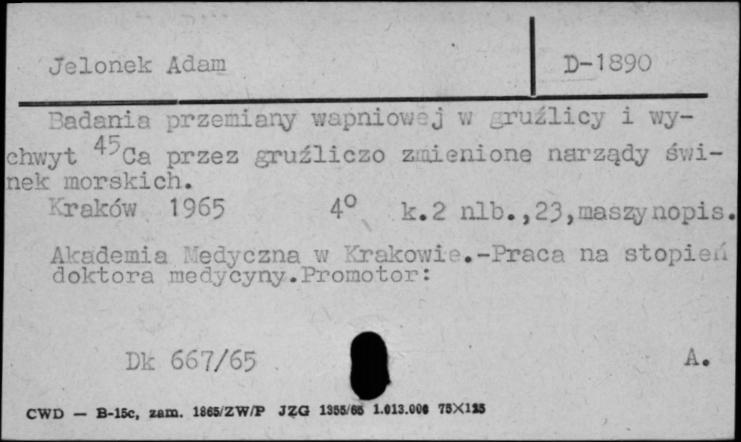 Jelonek Adam
D-1890
Badania przemiany wapniowej w gruźlicy i wy-
chwyt ⁴⁵Ca przez gruźliczo zmienione narządy świ-
nek morskich.
Kraków 1965 4° k.2 nlb.,23,maszynopis.
Akademia Medyczna w Krakowie.-Praca na stopień
doktora medycyny.Promotor:
Dk 667/65 A.
CWD — B-15c, zam. 1865/ZW/P JZG 1355/65 1.013.000 75X125